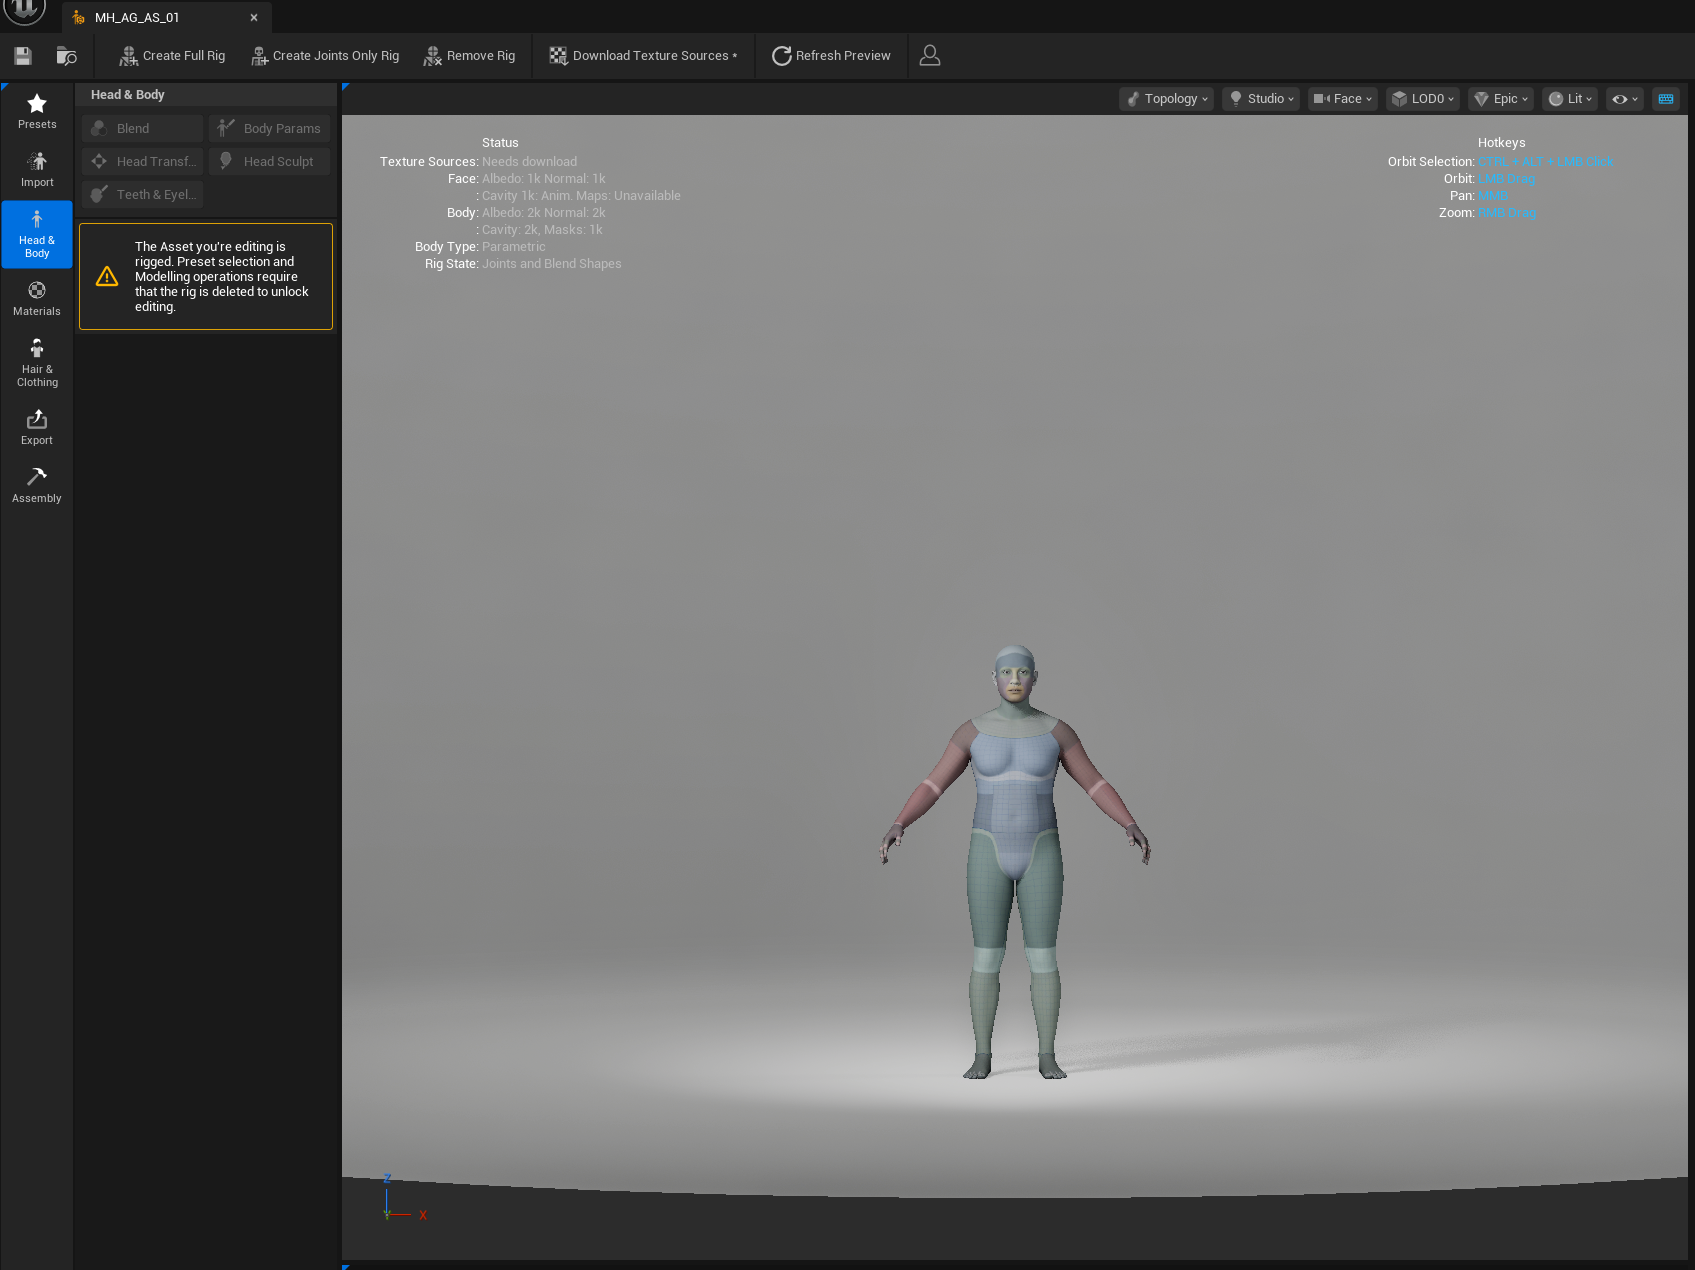 MH_AG_AS_01
Create Full Rig
Create Joints Only Rig
Remove Rig
Download Texture Sources *
Refresh Preview
Presets
Import
Head &
Body
Materials
Hair &
Clothing
Export
Assembly
Head & Body
Blend
Body Params
Head Transf...
Head Sculpt
Teeth & Eyel...
The Asset you're editing is
rigged. Preset selection and
Modelling operations require
that the rig is deleted to unlock
editing.
Topology
Studio
Face
LOD0
Epic
Lit
Status
Texture Sources: Needs download
Face: Albedo: 1k Normal: 1k
: Cavity 1k: Anim. Maps: Unavailable
Body: Albedo: 2k Normal: 2k
: Cavity: 2k, Masks: 1k
Body Type: Parametric
Rig State: Joints and Blend Shapes
Hotkeys
Orbit Selection:
Orbit: LMB Drag
Pan:
Zoom: RMB Drag
Z
Y
X